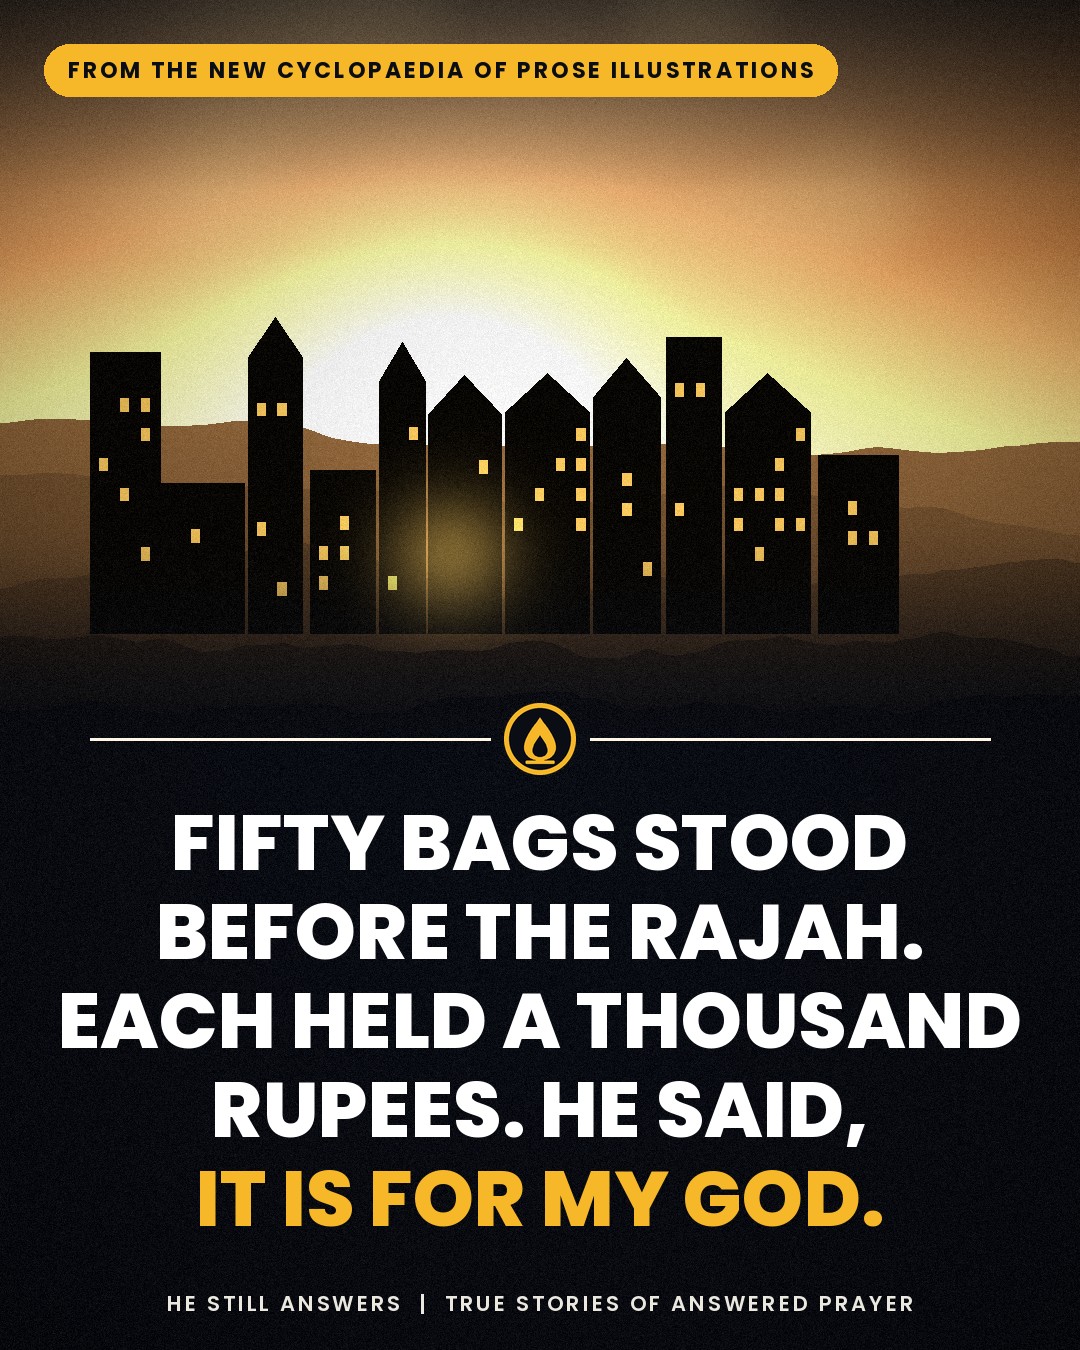 FROM THE NEW CYCLOPAEDIA OF PROSE ILLUSTRATIONS
FIFTY BAGS STOOD
BEFORE THE RAJAH.
EACH HELD A THOUSAND
RUPEES. HE SAID,
IT IS FOR MY GOD.
HE STILL ANSWERS | TRUE STORIES OF ANSWERED PRAYER